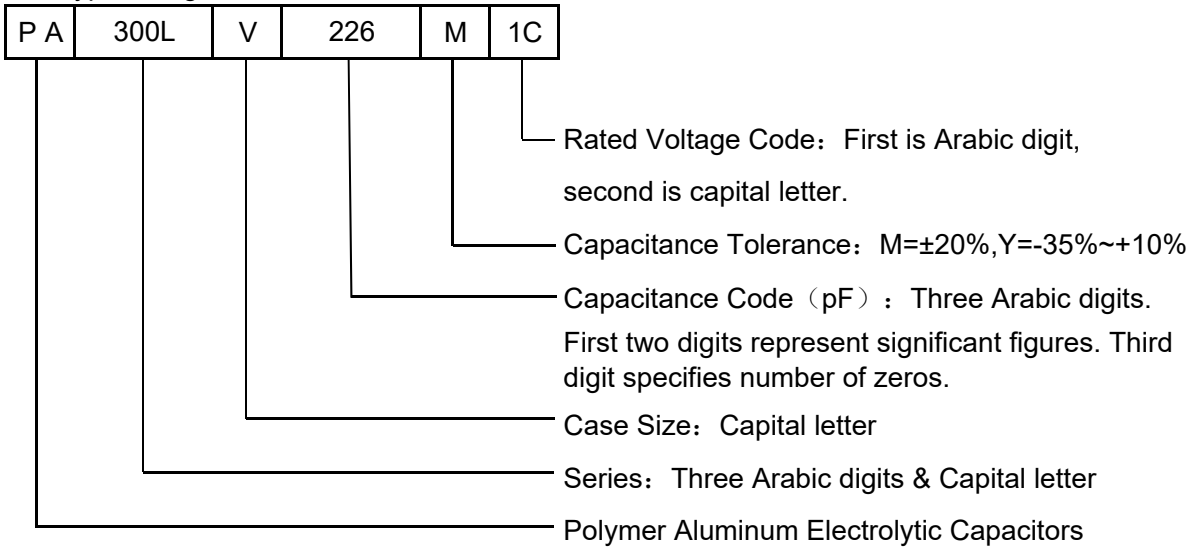 P A 300L V 226 M 1C
Rated Voltage Code：First is Arabic digit,
second is capital letter.
Capacitance Tolerance：M=±20%,Y=-35%~+10%
Capacitance Code（pF）：Three Arabic digits.
First two digits represent significant figures. Third
digit specifies number of zeros.
Case Size：Capital letter
Series：Three Arabic digits & Capital letter
Polymer Aluminum Electrolytic Capacitors